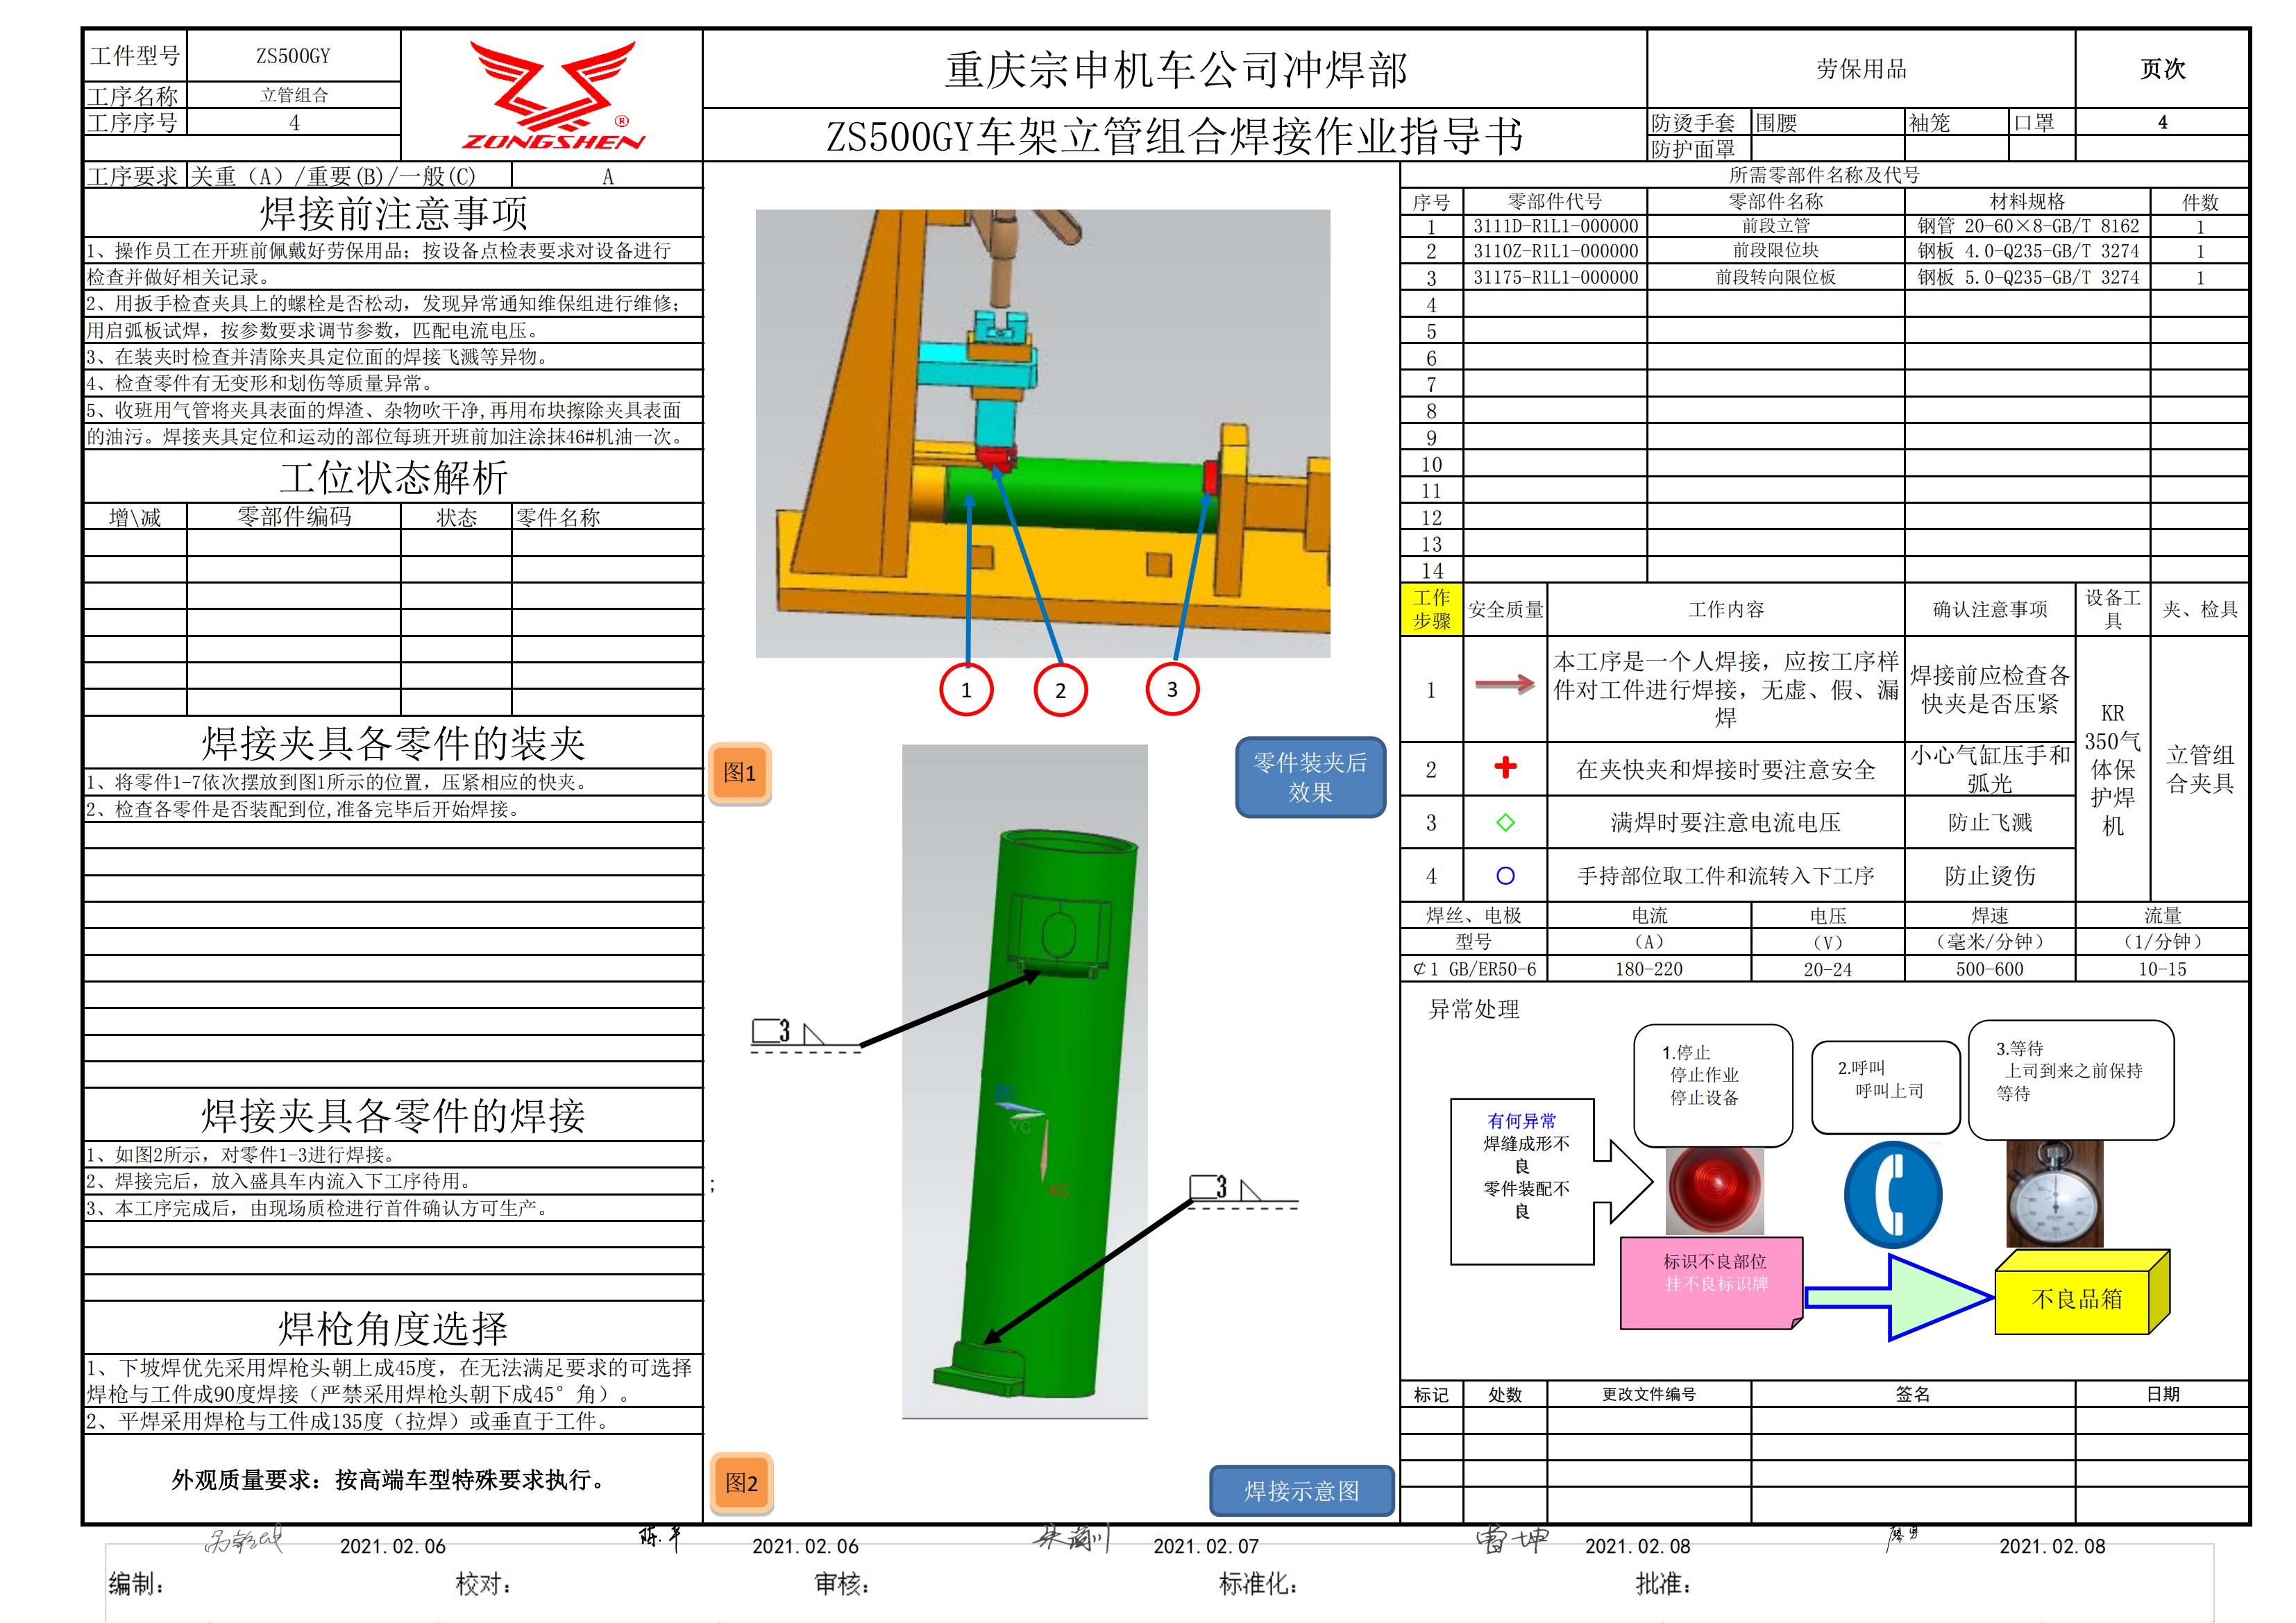 工件型号 ZS500GY
工序名称 立管组合
工序序号 4
ZONGSHEN ®
重庆宗申机车公司冲焊部
ZS500GY车架立管组合焊接作业指导书
劳保用品 页次
防烫手套 围腰 袖笼 口罩 4
防护面罩
工序要求 关重(A)/重要(B)/一般(C) A
焊接前注意事项
1、操作员工在开班前佩戴好劳保用品;按设备点检表要求对设备进行
检查并做好相关记录。
2、用扳手检查夹具上的螺栓是否松动,发现异常通知维保组进行维修;
用启弧板试焊,按参数要求调节参数,匹配电流电压。
3、在装夹时检查并清除夹具定位面的焊接飞溅等异物。
4、检查零件有无变形和划伤等质量异常。
5、收班用气管将夹具表面的焊渣、杂物吹干净,再用布块擦除夹具表面
的油污。焊接夹具定位和运动的部位每班开班前加注涂抹46#机油一次。
工位状态解析
增\减 零部件编码 状态 零件名称
焊接夹具各零件的装夹
1、将零件1-7依次摆放到图1所示的位置,压紧相应的快夹。
2、检查各零件是否装配到位,准备完毕后开始焊接。
焊接夹具各零件的焊接
1、如图2所示,对零件1-3进行焊接。
2、焊接完后,放入盛具车内流入下工序待用。
3、本工序完成后,由现场质检进行首件确认方可生产。
焊枪角度选择
1、下坡焊优先采用焊枪头朝上成45度,在无法满足要求的可选择
焊枪与工件成90度焊接(严禁采用焊枪头朝下成45°角)。
2、平焊采用焊枪与工件成135度(拉焊)或垂直于工件。
外观质量要求:按高端车型特殊要求执行。
1 2 3
图1
零件装夹后
效果
3
YC
XC
3
;
图2
焊接示意图
所需零部件名称及代号
序号 零部件代号 零部件名称 材料规格 件数
1 3111D-R1L1-000000 前段立管 钢管 20-60×8-GB/T 8162 1
2 3110Z-R1L1-000000 前段限位块 钢板 4.0-Q235-GB/T 3274 1
3 31175-R1L1-000000 前段转向限位板 钢板 5.0-Q235-GB/T 3274 1
4
5
6
7
8
9
10
11
12
13
14
工作
步骤 安全质量 工作内容 确认注意事项 设备工
具 夹、检具
1 本工序是一个人焊接,应按工序样
件对工件进行焊接,无虚、假、漏
焊
焊接前应检查各
快夹是否压紧
2 在夹快夹和焊接时要注意安全
小心气缸压手和
弧光
3 满焊时要注意电流电压 防止飞溅
4 手持部位取工件和流转入下工序 防止烫伤
KR
350气
体保
护焊
机
立管组
合夹具
焊丝、电极 电流 电压 焊速 流量
型号 (A) (V) (毫米/分钟) (1/分钟)
¢1 GB/ER50-6 180-220 20-24 500-600 10-15
异常处理
有何异常
焊缝成形不
良
零件装配不
良
1.停止
停止作业
停止设备
2.呼叫
呼叫上司
3.等待
上司到来之前保持
等待
标识不良部位
挂不良标识牌
不良品箱
标记 处数 更改文件编号 签名 日期
2021.02.06 陈平 2021.02.06 2021.02.07 雷坤 2021.02.08 2021.02.08
编制: 校对: 审核: 标准化: 批准: